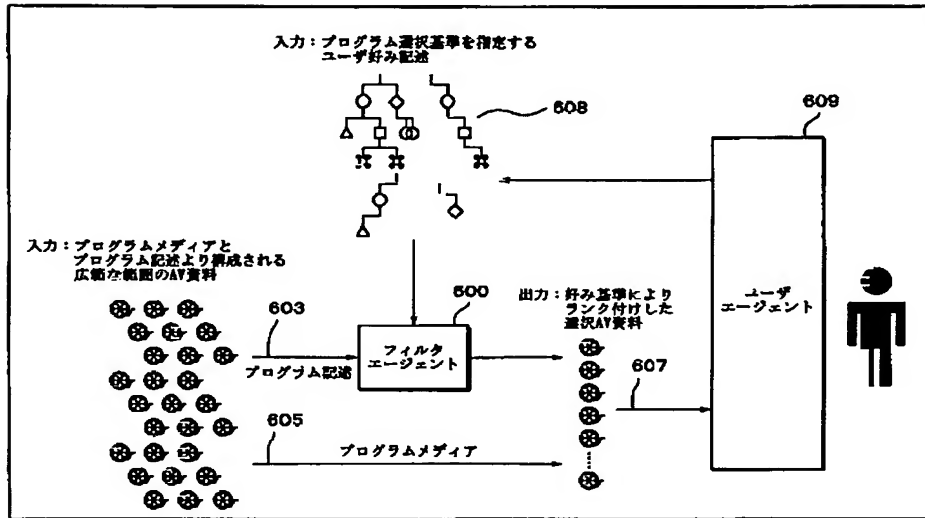 入力：プログラム選択基準を指定する
ユーザ好み記述
608
609
入力：プログラムメディアと
プログラム記述より構成される
広範な範囲のAV資料
603
プログラム記述
600
フィルタ
エージェント
出力：好み基準により
ランク付けした
選択AV資料
607
ユーザ
エージェント
605
プログラムメディア